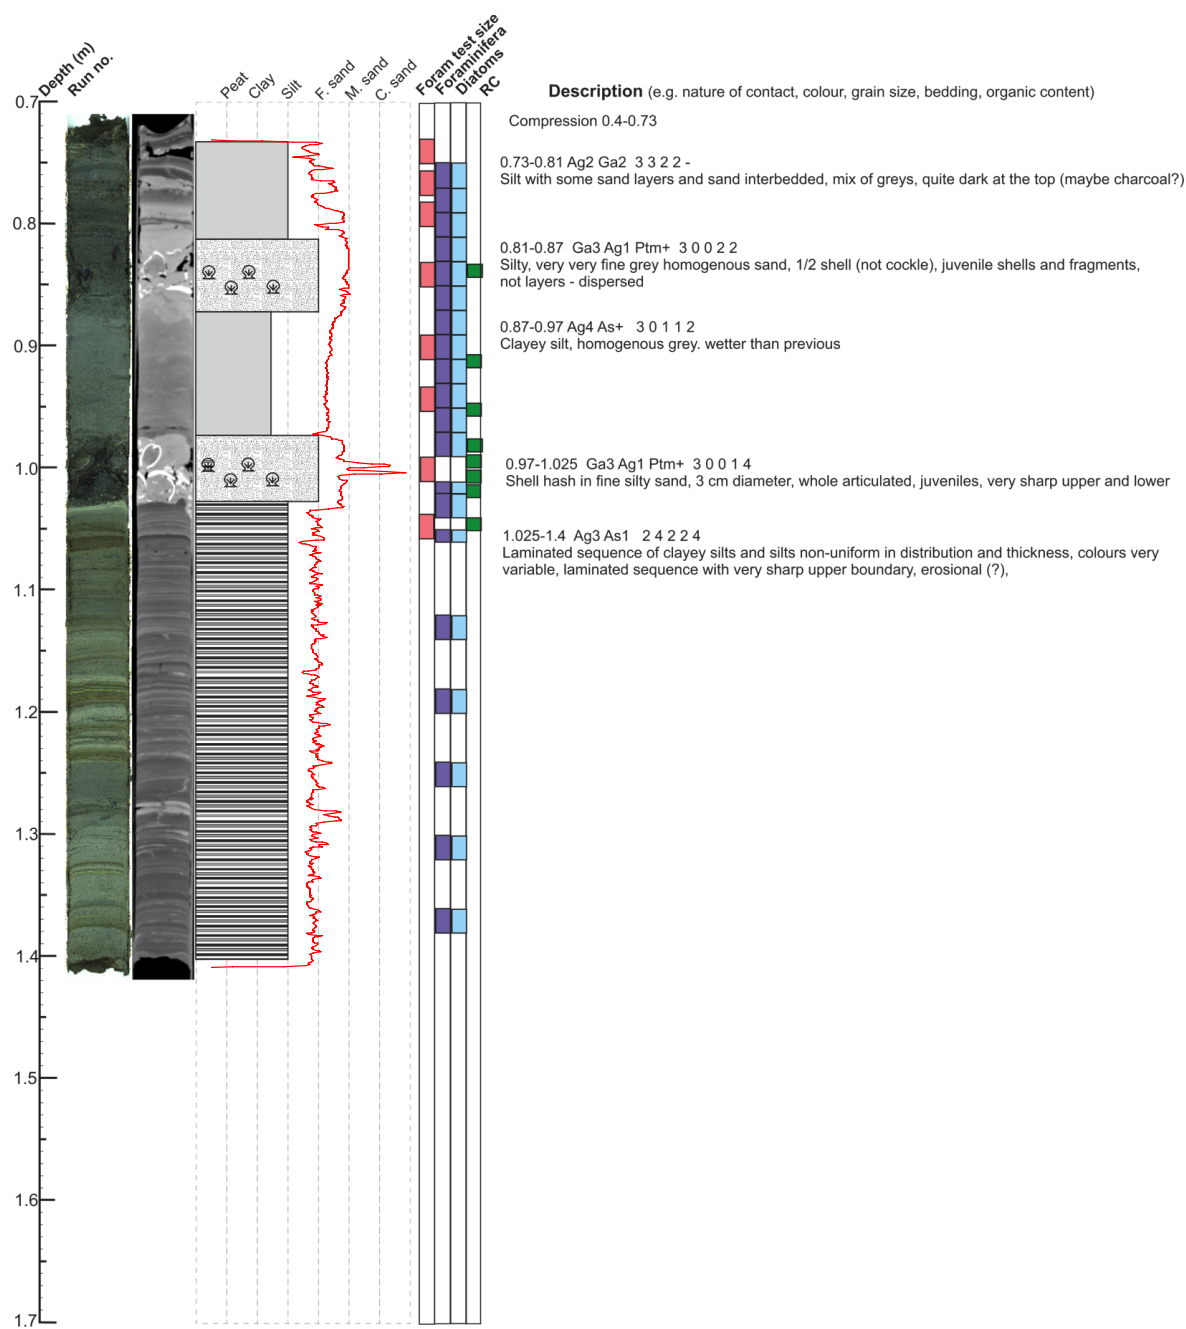 Depth (m)
Run no.
Peat
Clay
Silt
F. sand
M. sand
C. sand
Foram test size
Foraminifera
Diatoms
RC
Description (e.g. nature of contact, colour, grain size, bedding, organic content)
0.7
Compression 0.4-0.73
0.73-0.81 Ag2 Ga2 3 3 2 2 -
Silt with some sand layers and sand interbedded, mix of greys, quite dark at the top (maybe charcoal?)
0.8
0.81-0.87 Ga3 Ag1 Ptm+ 3 0 0 2 2
Silty, very very fine grey homogenous sand, 1/2 shell (not cockle), juvenile shells and fragments,
not layers - dispersed
0.87-0.97 Ag4 As+ 3 0 1 1 2
Clayey silt, homogenous grey. wetter than previous
0.9
1.0
0.97-1.025 Ga3 Ag1 Ptm+ 3 0 0 1 4
Shell hash in fine silty sand, 3 cm diameter, whole articulated, juveniles, very sharp upper and lower
1.025-1.4 Ag3 As1 2 4 2 2 4
Laminated sequence of clayey silts and silts non-uniform in distribution and thickness, colours very
variable, laminated sequence with very sharp upper boundary, erosional (?),
1.1
1.2
1.3
1.4
1.5
1.6
1.7